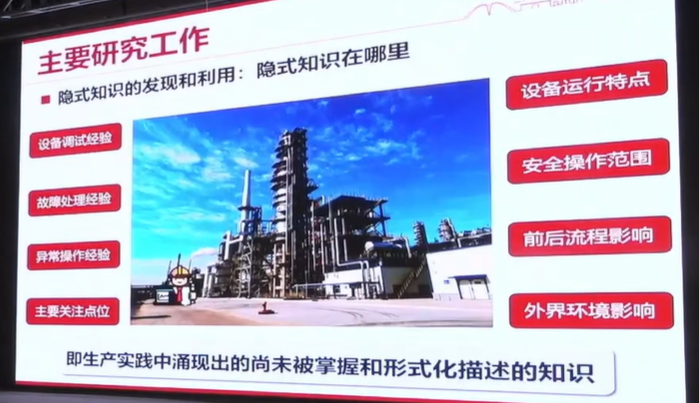 主要研究工作
隐式知识的发现和利用：隐式知识在哪里
设备调试经验
故障处理经验
异常操作经验
主要关注点位
设备运行特点
安全操作范围
前后流程影响
外界环境影响
即生产实践中涌现出的尚未被掌握和形式化描述的知识